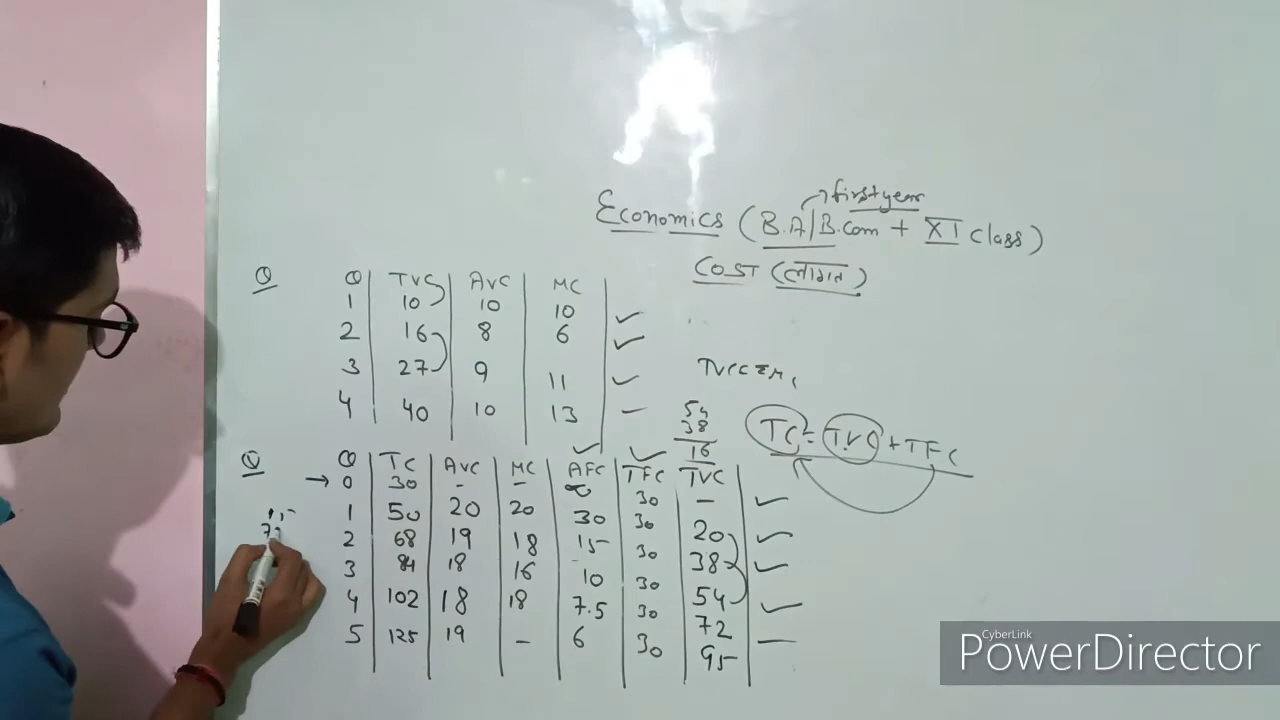 first year
Economics (B.A/B.Com + XI Class)
COST (लागत)
Q
Q TVC AVC MC
1 10 10 10
2 16 8 6
3 27 9 11
4 40 10 13
54
38
16
TC = TVC + TFC
Q
Q TC AVC MC AFC TFC TVC
0 30 - - ∞ 30 -
1 50 20 20 30 30 20
2 68 19 18 15 30 38
3 84 18 16 10 30 54
4 102 18 18 7.5 30 72
5 125 19 - 6 30 95
CyberLink
PowerDirector